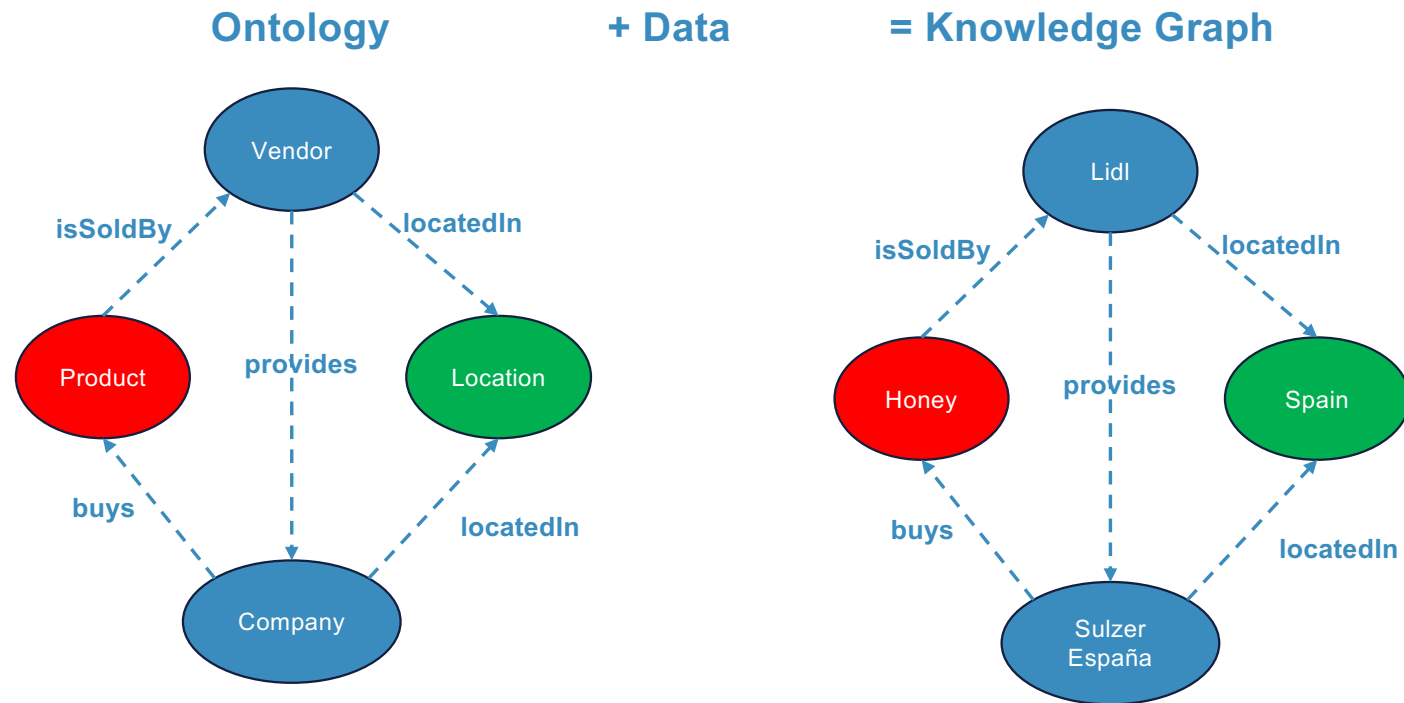 Ontology + Data = Knowledge Graph
Vendor
isSoldBy
locatedIn
Product
provides
Location
buys
locatedIn
Company
Lidl
isSoldBy
locatedIn
Honey
provides
Spain
buys
locatedIn
Sulzer
España